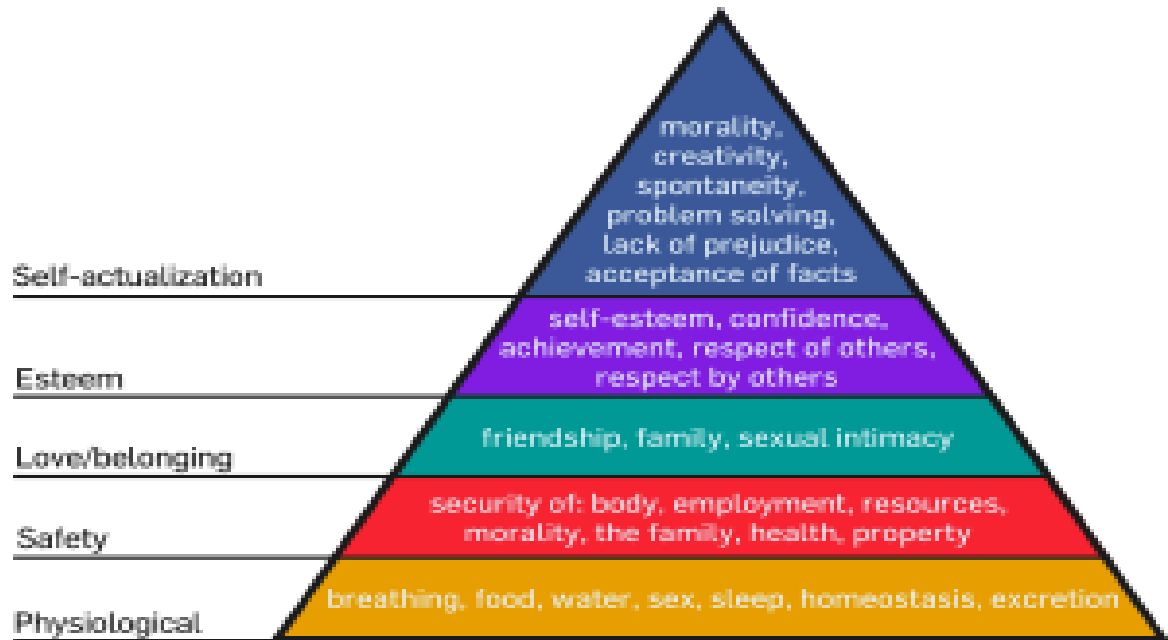 morality,
creativity,
spontaneity,
problem solving,
lack of prejudice,
acceptance of facts
Self-actualization
self-esteem, confidence,
achievement, respect of others,
respect by others
Esteem
friendship, family, sexual intimacy
Love/belonging
security of: body, employment, resources,
morality, the family, health, property
Safety
breathing, food, water, sex, sleep, homeostasis, excretion
Physiological